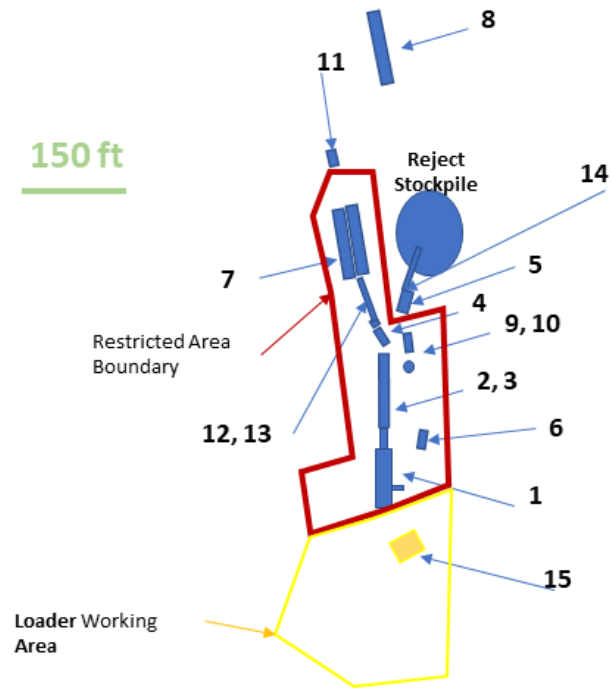 8
11
150 ft
Reject
Stockpile
14
5
7
4
Restricted Area
Boundary
9, 10
2, 3
12, 13
6
1
15
Loader Working
Area